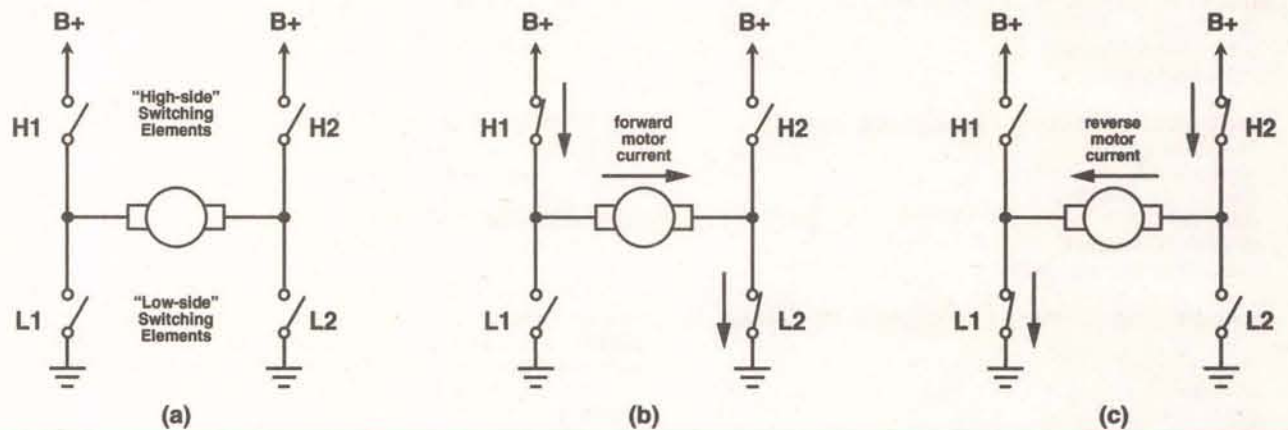 B+
B+
H1
"High-side"
Switching
Elements
H2
L1
"Low-side"
Switching
Elements
L2
(a)
B+
B+
H1
forward
motor
current
H2
L1
L2
(b)
B+
B+
H1
reverse
motor
current
H2
L1
L2
(c)